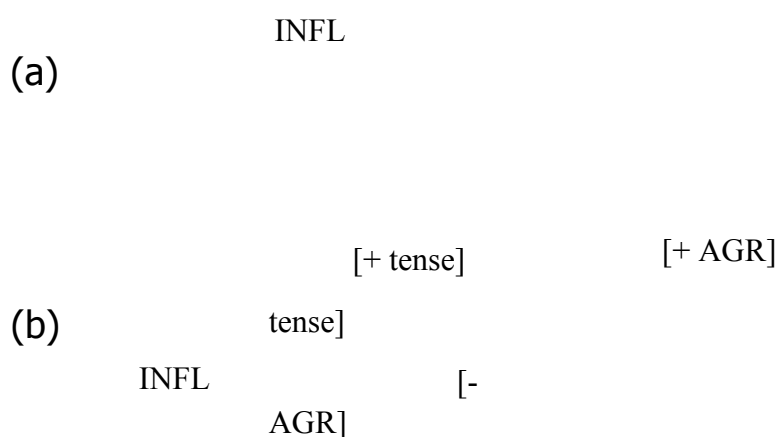 INFL
(a)
[+ tense] [+ AGR]
(b) tense]
INFL [-
AGR]